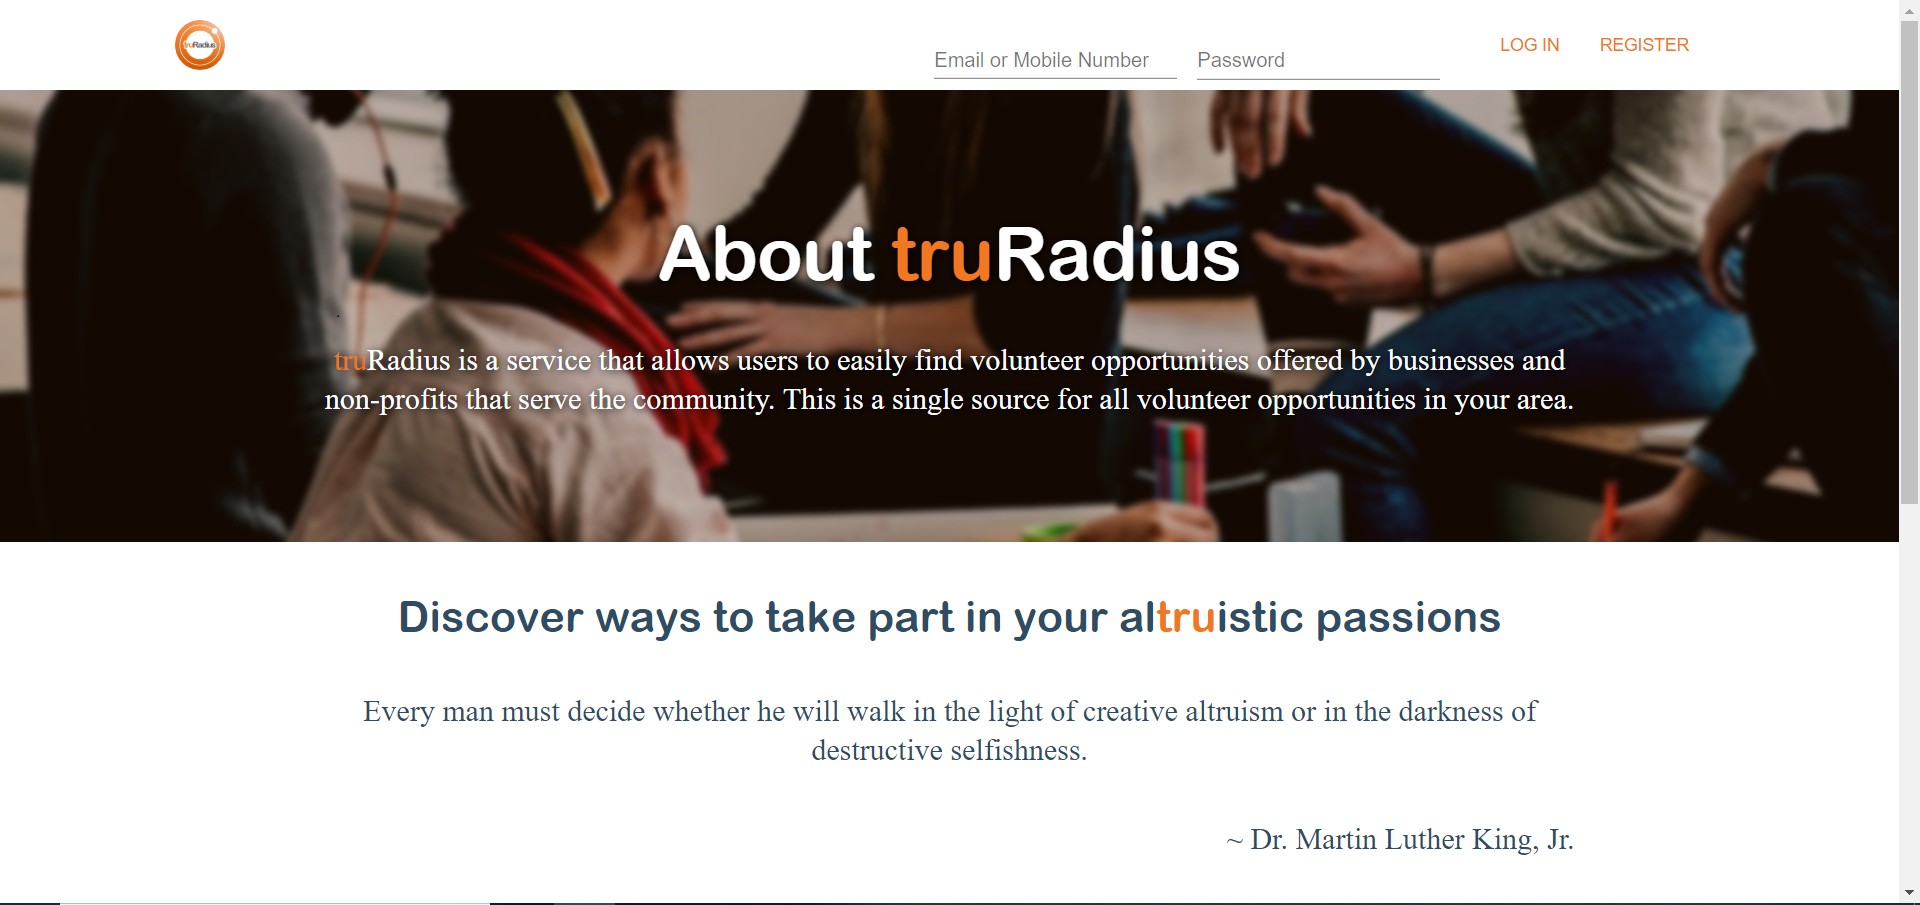 truRadius
Email or Mobile Number
Password
LOG IN
REGISTER
About truRadius
truRadius is a service that allows users to easily find volunteer opportunities offered by businesses and
non-profits that serve the community. This is a single source for all volunteer opportunities in your area.
Discover ways to take part in your altruistic passions
Every man must decide whether he will walk in the light of creative altruism or in the darkness of
destructive selfishness.
~ Dr. Martin Luther King, Jr.